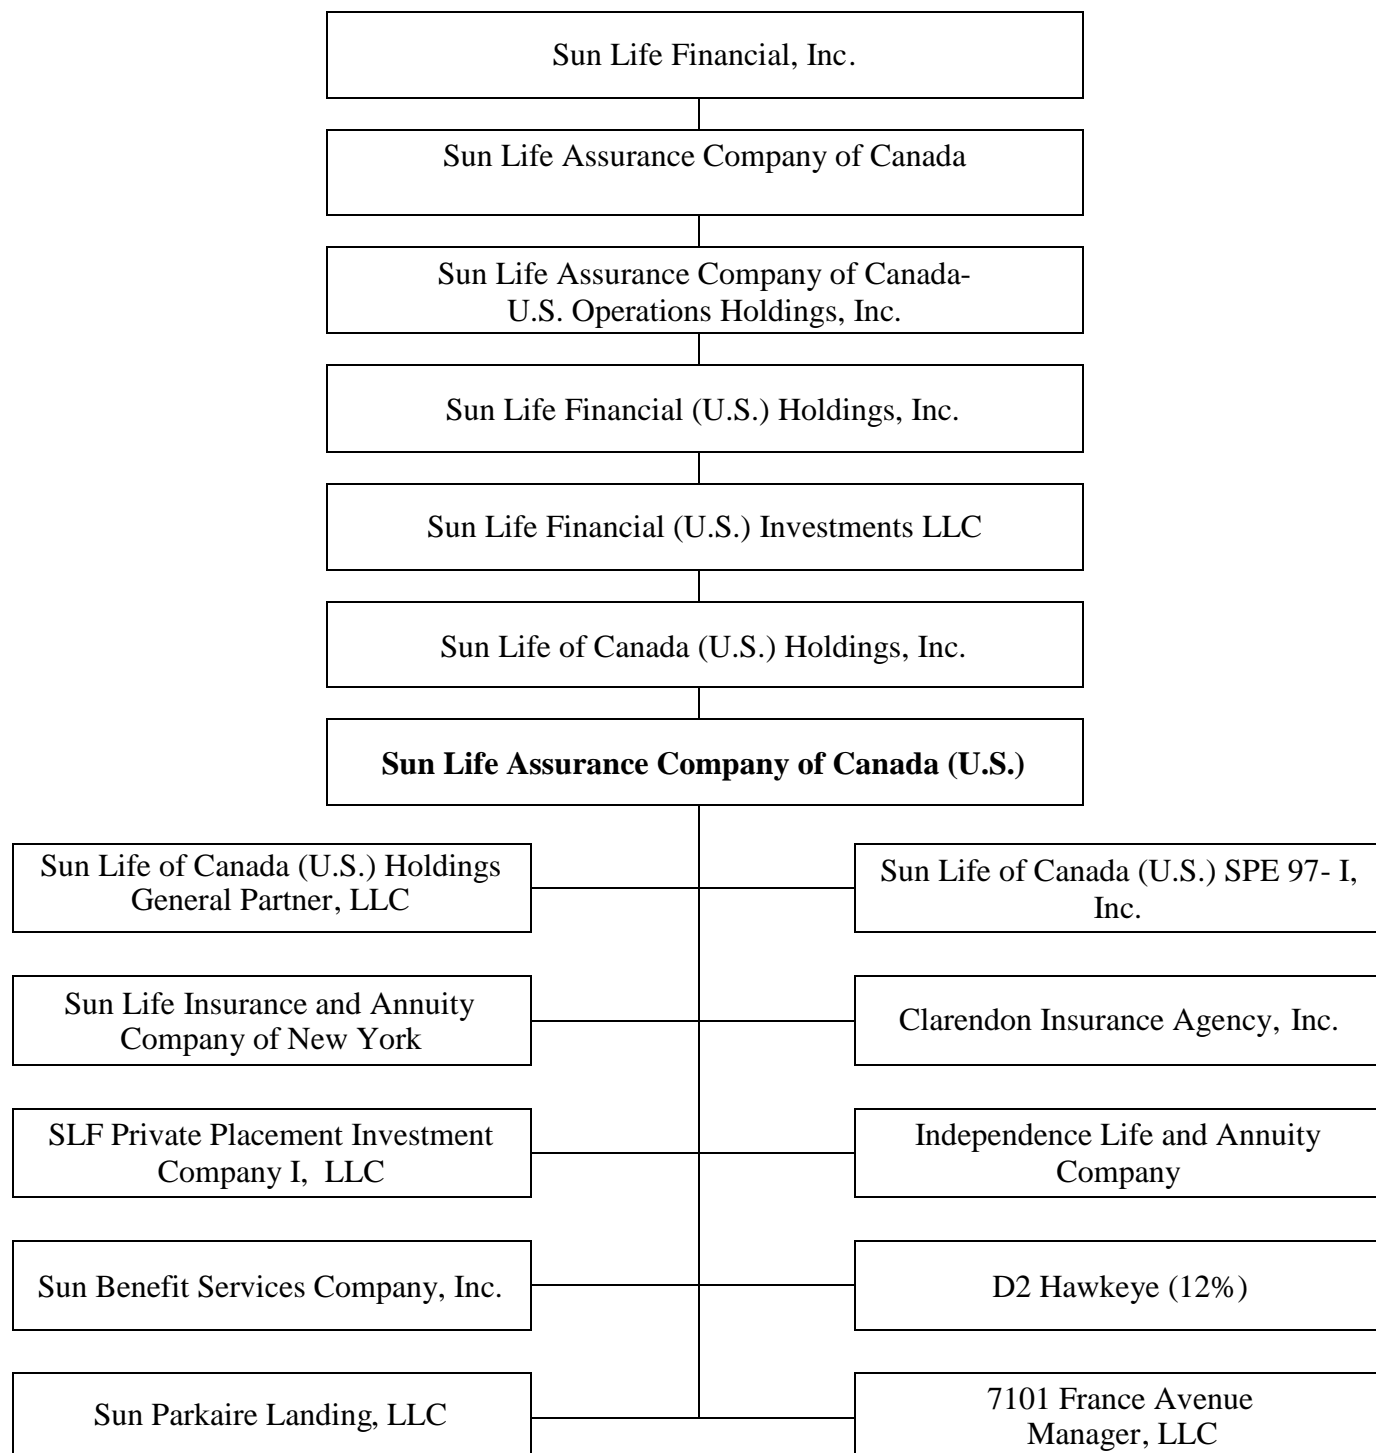 Sun Life Financial, Inc.
Sun Life Assurance Company of Canada
Sun Life Assurance Company of Canada-
U.S. Operations Holdings, Inc.
Sun Life Financial (U.S.) Holdings, Inc.
Sun Life Financial (U.S.) Investments LLC
Sun Life of Canada (U.S.) Holdings, Inc.
Sun Life Assurance Company of Canada (U.S.)
Sun Life of Canada (U.S.) Holdings
General Partner, LLC
Sun Life of Canada (U.S.) SPE 97- I,
Inc.
Sun Life Insurance and Annuity
Company of New York
Clarendon Insurance Agency, Inc.
SLF Private Placement Investment
Company I,  LLC
Independence Life and Annuity
Company
Sun Benefit Services Company, Inc.
D2 Hawkeye (12%)
Sun Parkaire Landing, LLC
7101 France Avenue
Manager, LLC